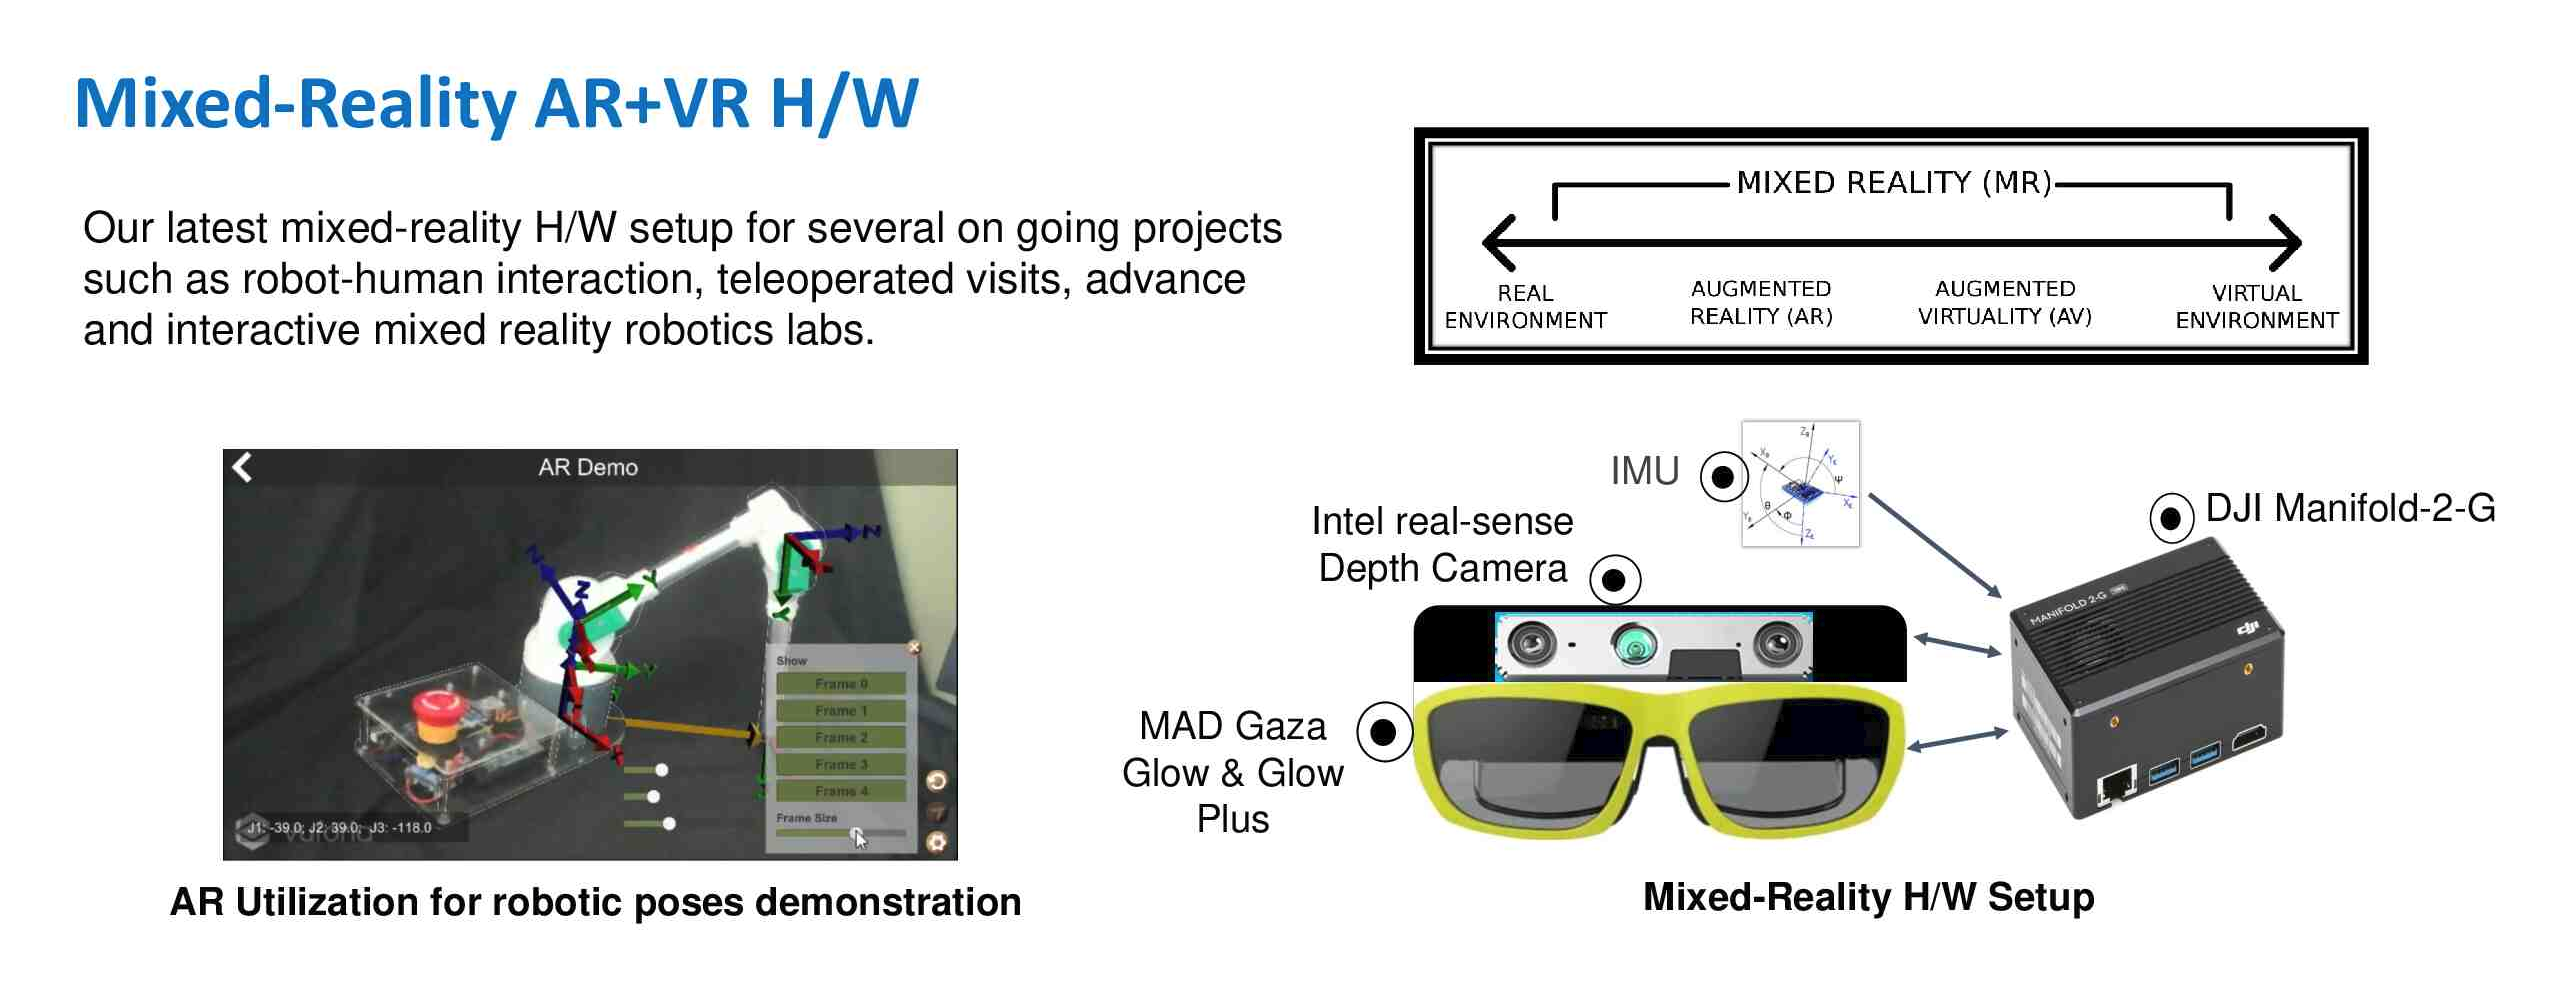 Mixed-Reality AR+VR H/W
Our latest mixed-reality H/W setup for several on going projects
such as robot-human interaction, teleoperated visits, advance
and interactive mixed reality robotics labs.
MIXED REALITY (MR)
REAL
ENVIRONMENT
AUGMENTED
REALITY (AR)
AUGMENTED
VIRTUALITY (AV)
VIRTUAL
ENVIRONMENT
AR Demo
N
Z
Y
N
Y
Y
Show
Frame 0
Frame 1
Frame 2
Frame 3
Frame 4
Frame Size
J1: -39.0; J2: 39.0; J3: -118.0
vuforia
AR Utilization for robotic poses demonstration
IMU
Intel real-sense
Depth Camera
MAD Gaza
Glow & Glow
Plus
DJI Manifold-2-G
MANIFOLD 2-G
dji
Mixed-Reality H/W Setup